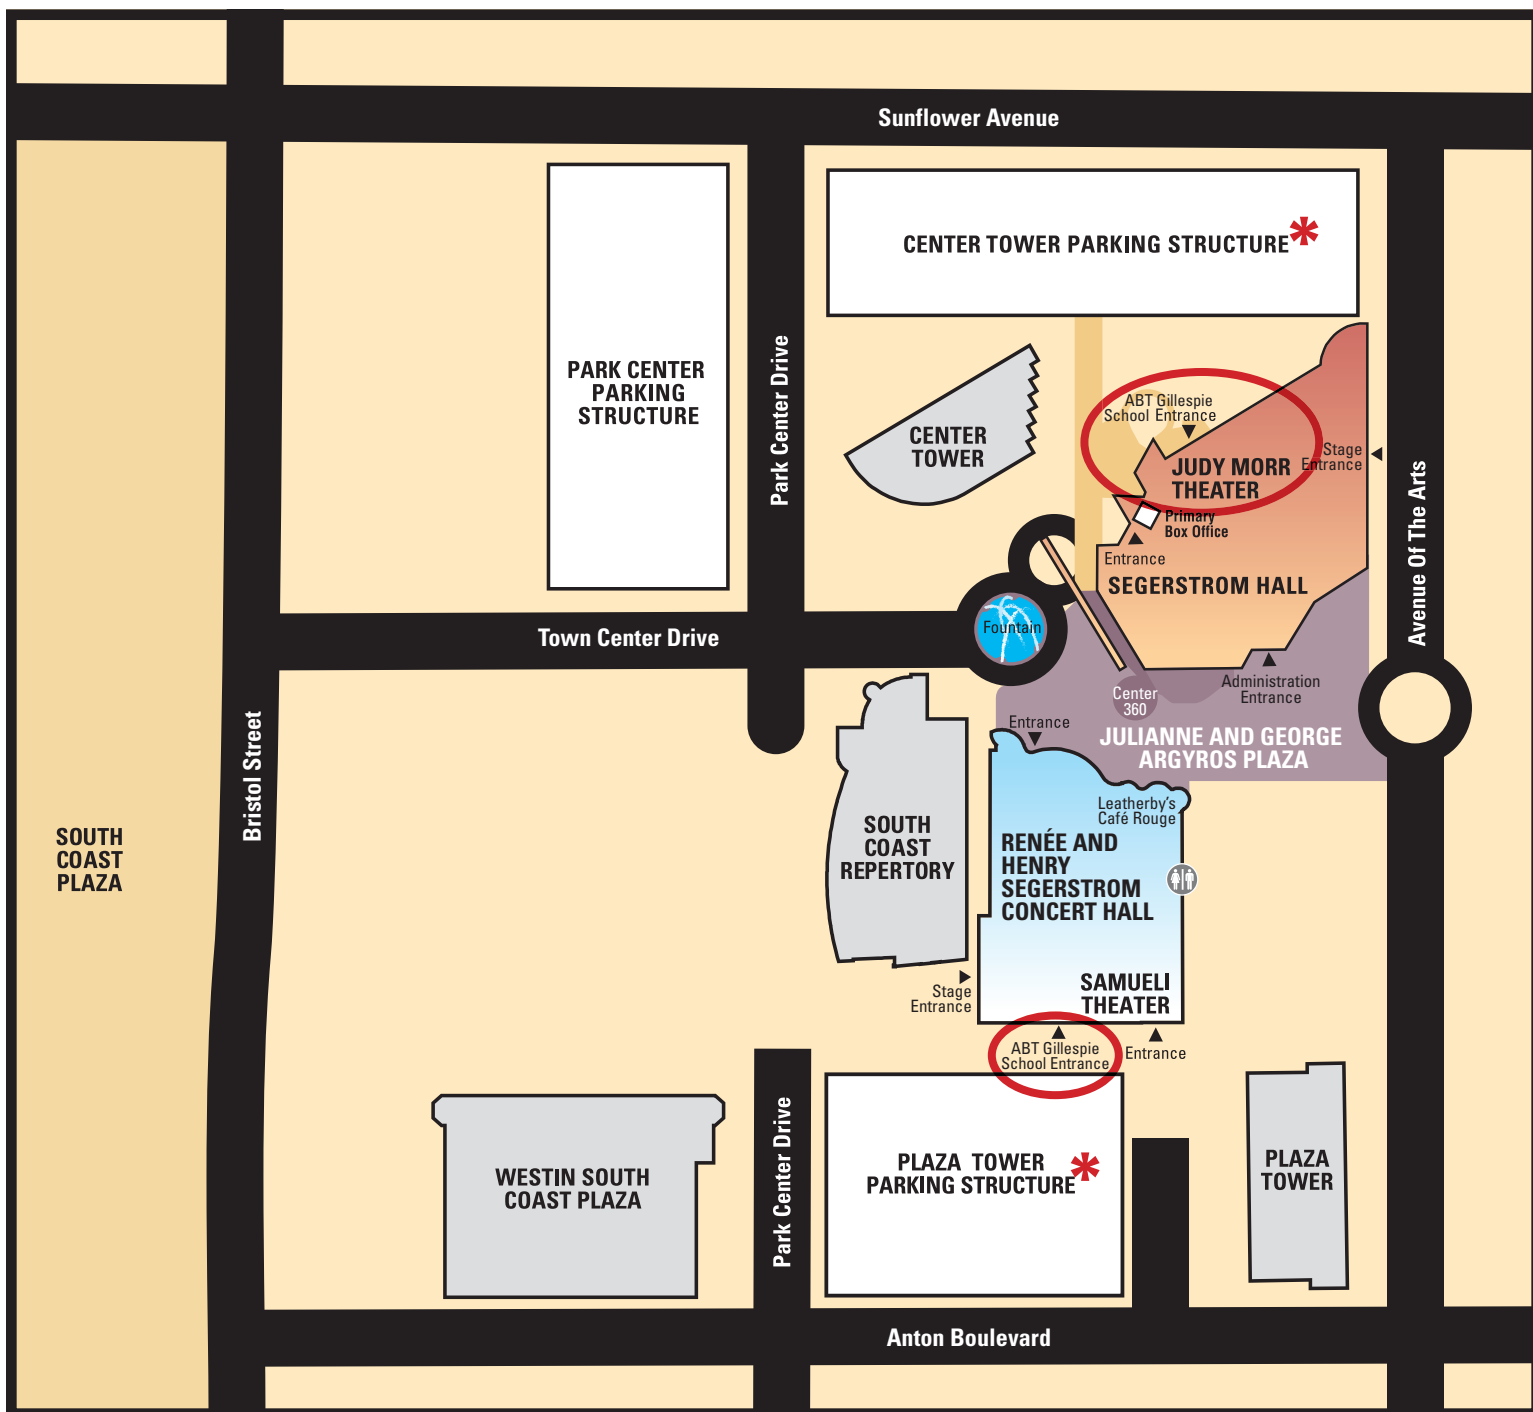 Sunflower Avenue
CENTER TOWER PARKING STRUCTURE*
PARK CENTER
PARKING
STRUCTURE
Park Center Drive
CENTER
TOWER
ABT Gillespie
School Entrance
JUDY MORR
THEATER
Stage
Entrance
Primary
Box Office
Entrance
SEGERSTROM HALL
Avenue Of The Arts
Town Center Drive
Fountain
Administration
Entrance
Center
360
Entrance
JULIANNE AND GEORGE
ARGYROS PLAZA
Bristol Street
SOUTH
COAST
PLAZA
SOUTH
COAST
REPERTORY
Leatherby's
Café Rouge
RENÉE AND
HENRY
SEGERSTROM
CONCERT HALL
SAMUELI
THEATER
Stage
Entrance
ABT Gillespie
School Entrance
Entrance
WESTIN SOUTH
COAST PLAZA
Park Center Drive
PLAZA TOWER
PARKING STRUCTURE*
PLAZA
TOWER
Anton Boulevard